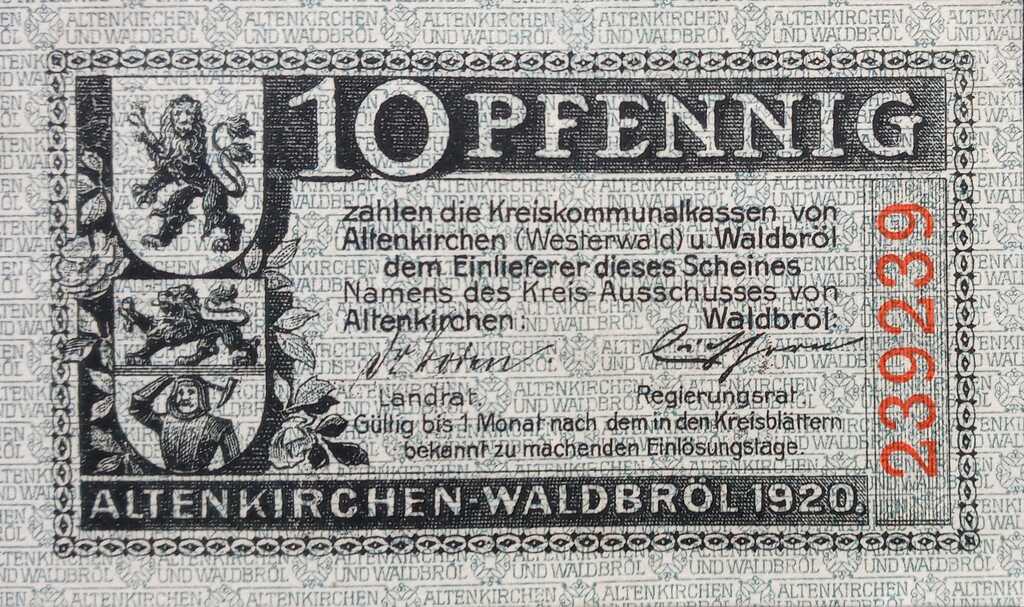 10 PFENNIG
zahlen die Kreiskommunalkassen von
Altenkirchen (Westerwald) u. Waldbröl
dem Einlieferer dieses Scheines
Namens des Kreis-Ausschusses von
Altenkirchen: Waldbröl:
Landrat. Regierungsrat.
Gültig bis 1 Monat nach dem in den Kreisblättern
bekannt zu machenden Einlösungstage.
ALTENKIRCHEN-WALDBRÖL 1920.
239239
ALTENKIRCHEN
UND WALDBRÖL